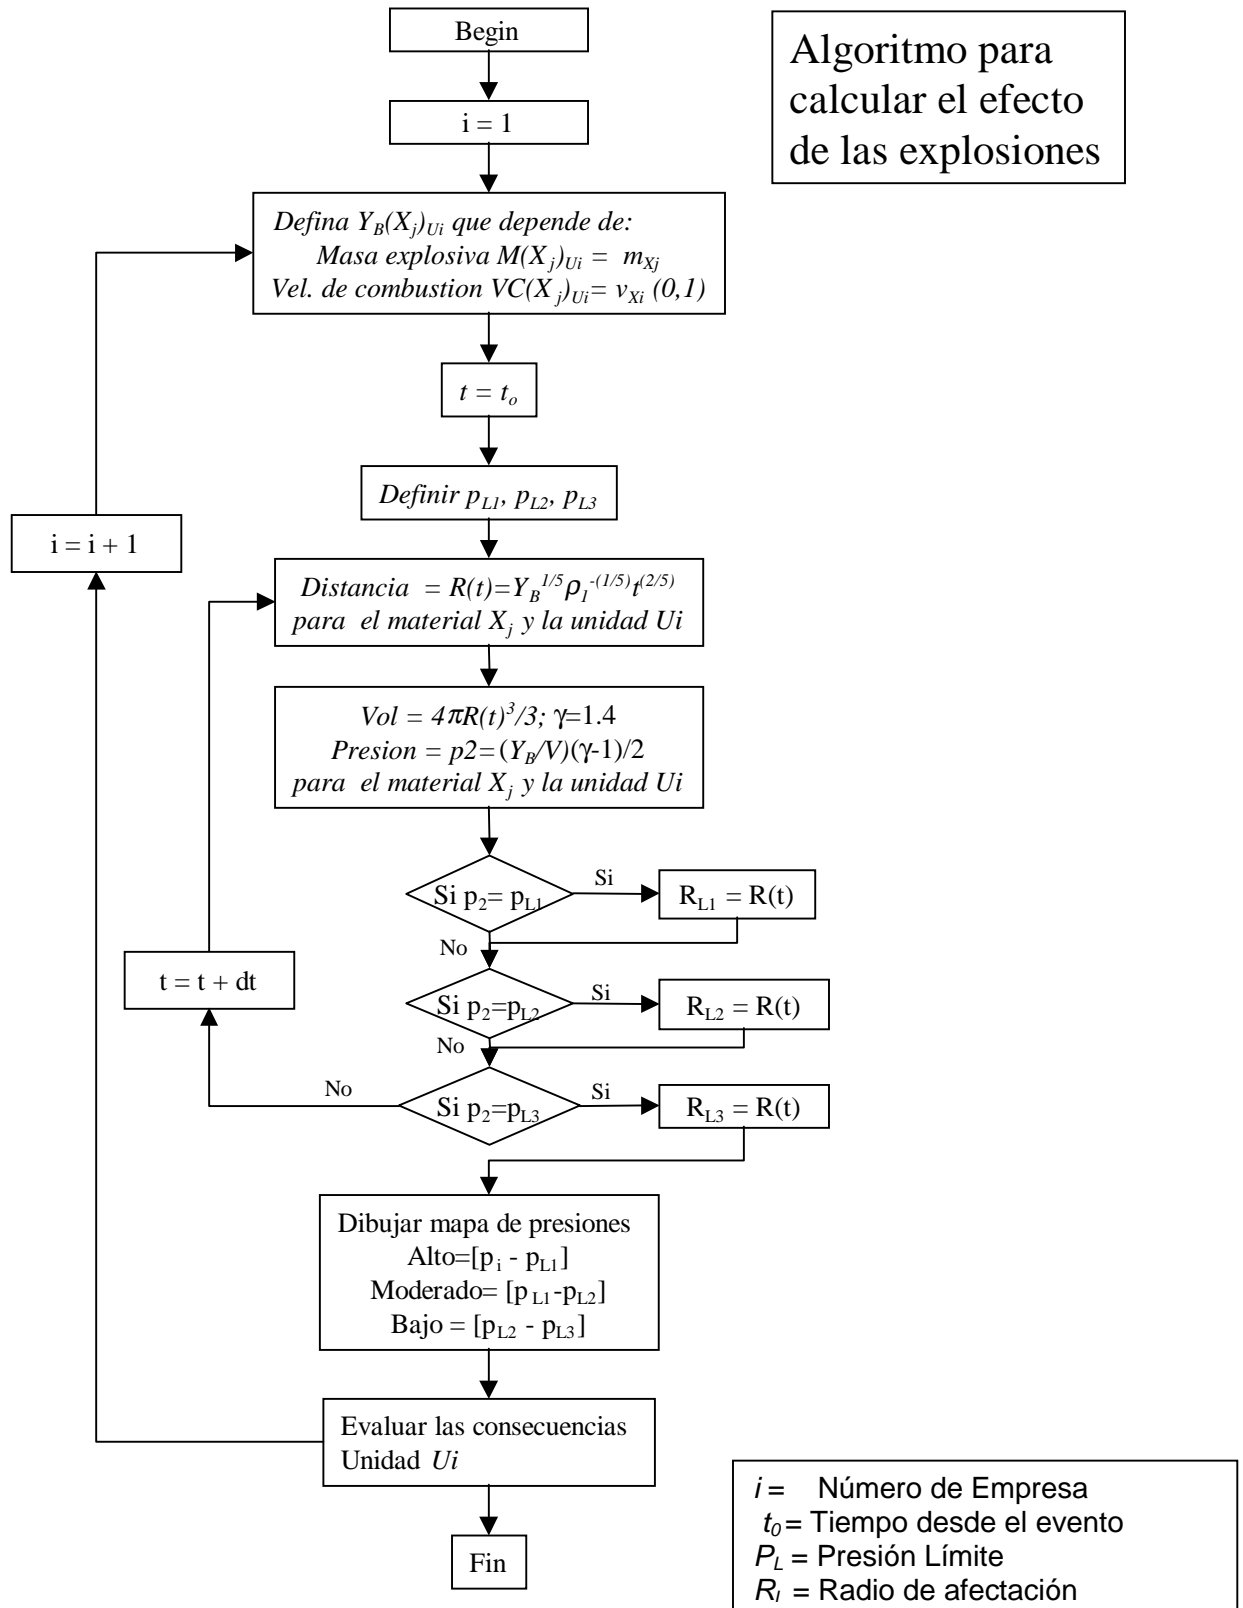 Begin
Algoritmo para
calcular el efecto
de las explosiones
i = 1
Defina Y_B(X_j)_Ui que depende de:
Masa explosiva M(X_j)_Ui = m_Xj
Vel. de combustion VC(X_j)_Ui= v_Xi (0,1)
t = t_o
Definir p_L1, p_L2, p_L3
i = i + 1
Distancia = R(t)=Y_B^1/5 ρ_1^-(1/5) t^(2/5)
para el material X_j y la unidad Ui
Vol = 4πR(t)^3/3; γ=1.4
Presion = p2=(Y_B/V)(γ-1)/2
para el material X_j y la unidad Ui
Si p_2= p_L1
Si
R_L1 = R(t)
No
t = t + dt
Si p_2=p_L2
Si
R_L2 = R(t)
No
Si p_2=p_L3
Si
R_L3 = R(t)
No
Dibujar mapa de presiones
Alto=[p_i - p_L1]
Moderado= [p_L1-p_L2]
Bajo = [p_L2 - p_L3]
Evaluar las consecuencias
Unidad Ui
Fin
i = Número de Empresa
t_0 = Tiempo desde el evento
P_L = Presión Límite
R_l = Radio de afectación